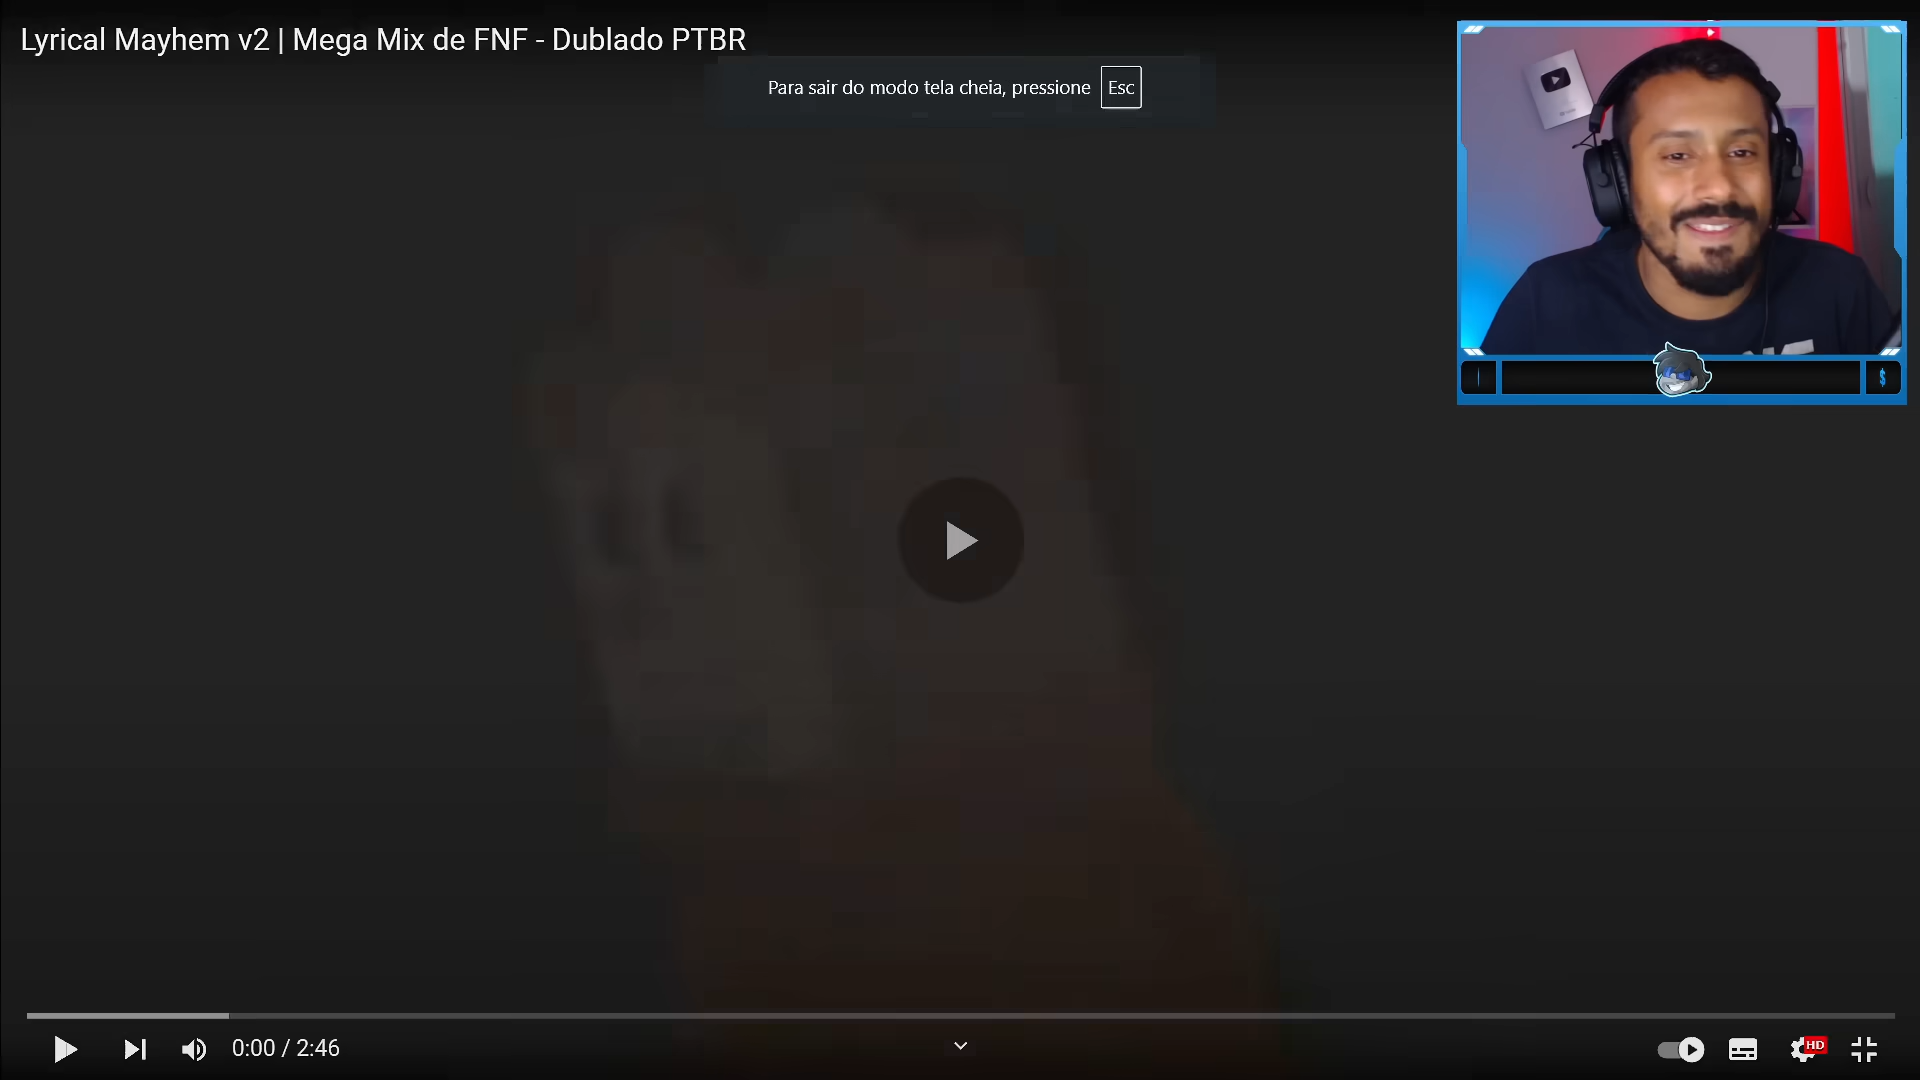 Lyrical Mayhem v2 | Mega Mix de FNF - Dublado PTBR
Para sair do modo tela cheia, pressione Esc
$
0:00 / 2:46
HD